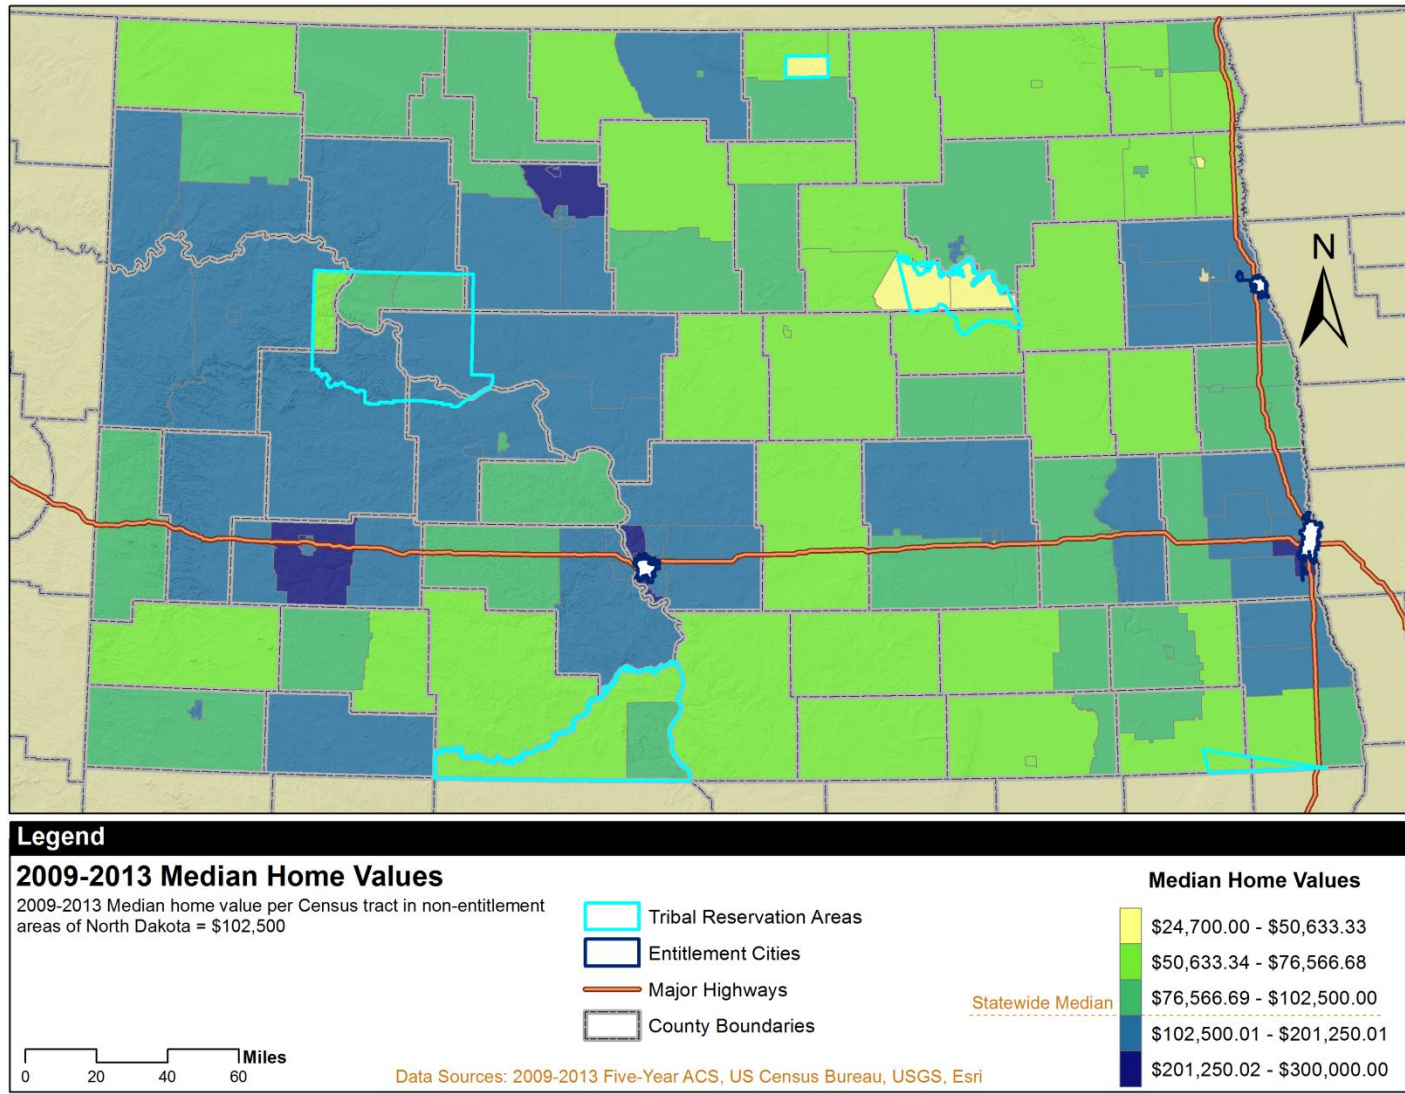 N
Legend
2009-2013 Median Home Values
2009-2013 Median home value per Census tract in non-entitlement
areas of North Dakota = $102,500
0 20 40 60 Miles
Tribal Reservation Areas
Entitlement Cities
Major Highways
County Boundaries
Data Sources: 2009-2013 Five-Year ACS, US Census Bureau, USGS, Esri
Median Home Values
$24,700.00 - $50,633.33
$50,633.34 - $76,566.68
$76,566.69 - $102,500.00
Statewide Median
$102,500.01 - $201,250.01
$201,250.02 - $300,000.00